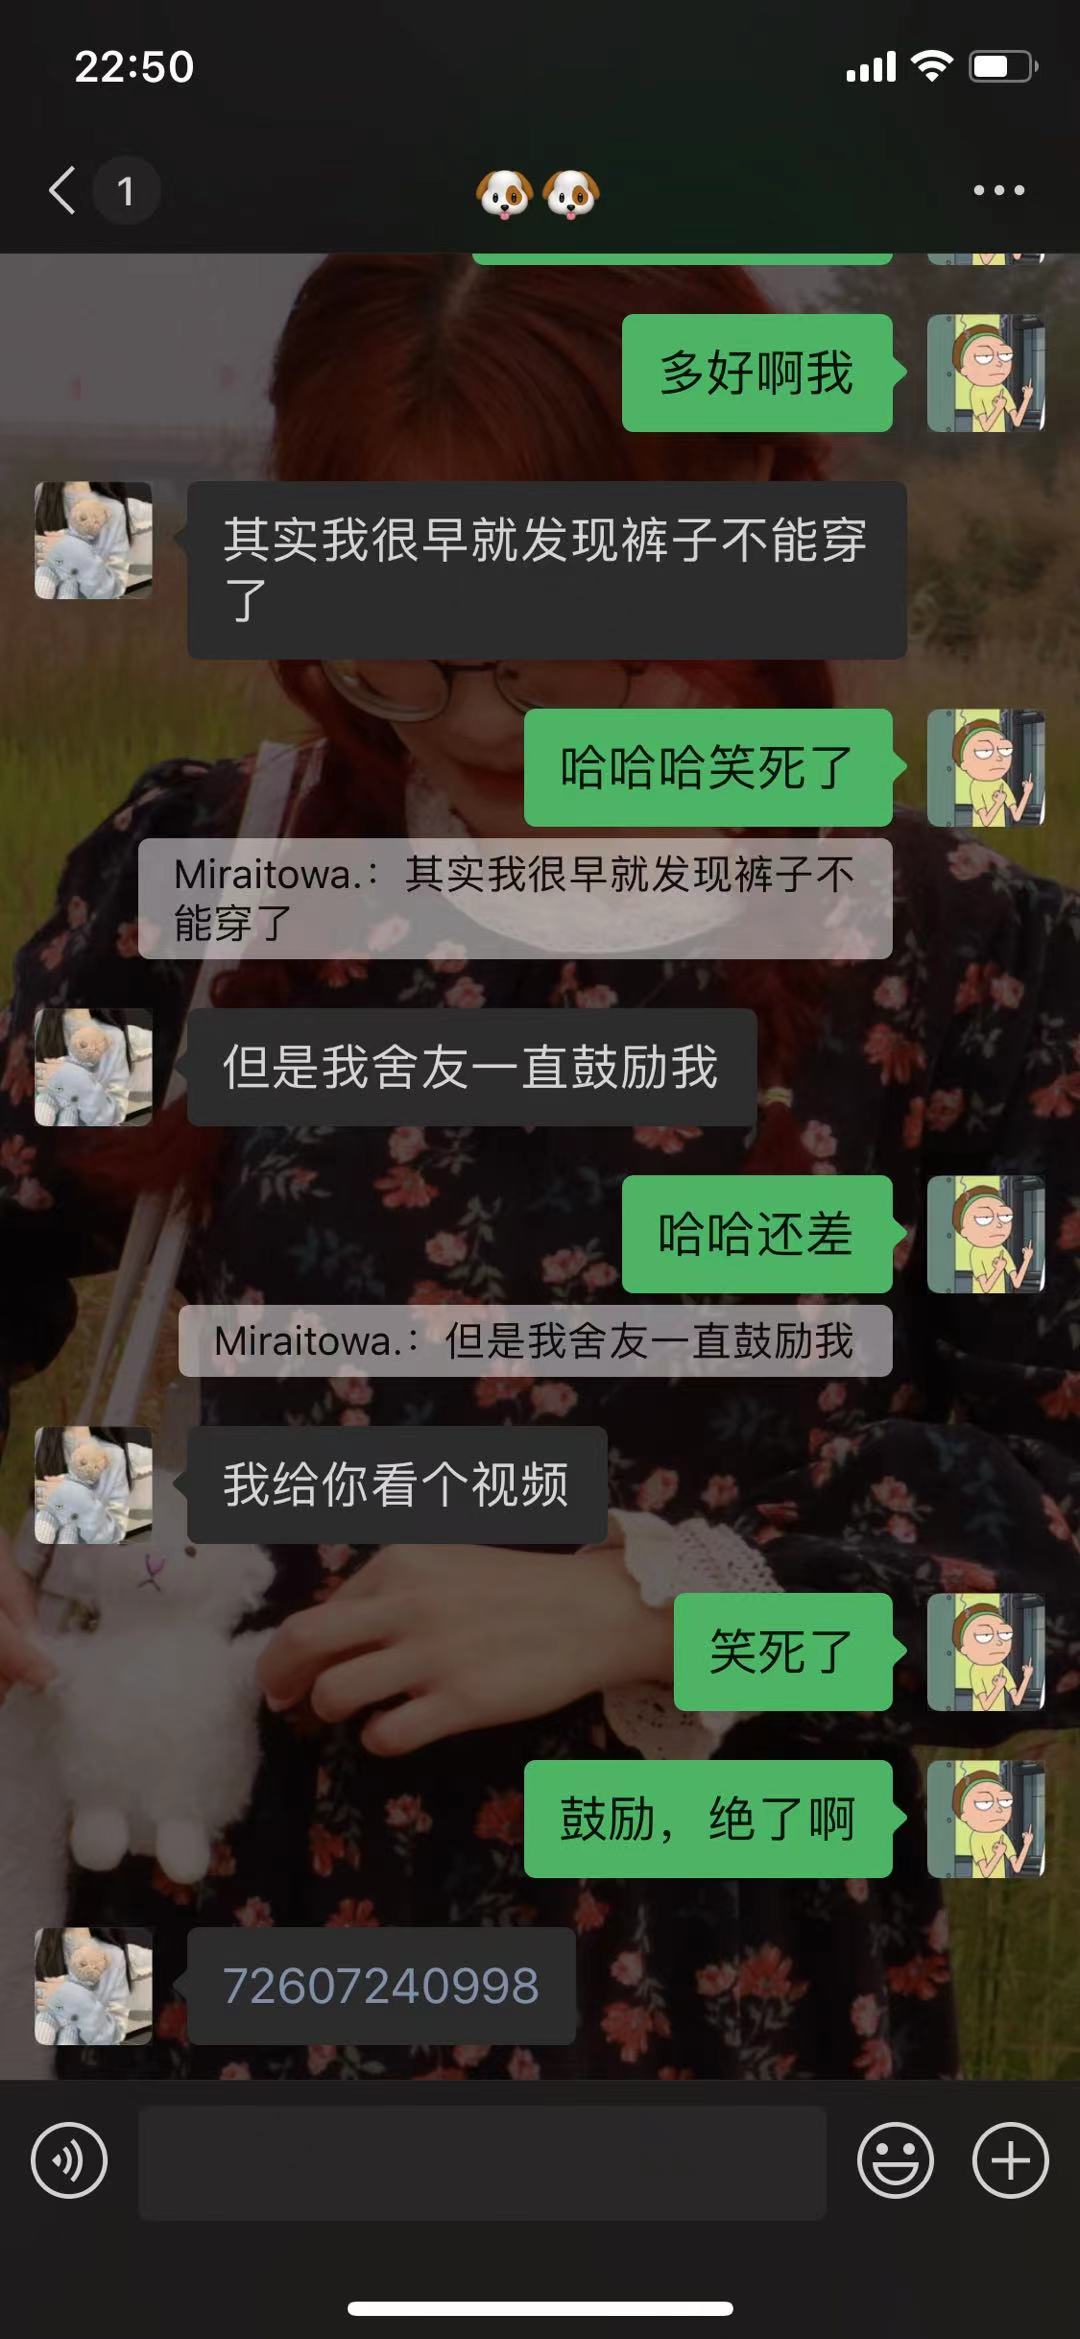 22:50
1
🐶🐶
多好啊我
其实我很早就发现裤子不能穿
了
哈哈哈笑死了
Miraitowa.：其实我很早就发现裤子不
能穿了
但是我舍友一直鼓励我
哈哈还差
Miraitowa.：但是我舍友一直鼓励我
我给你看个视频
笑死了
鼓励，绝了啊
72607240998